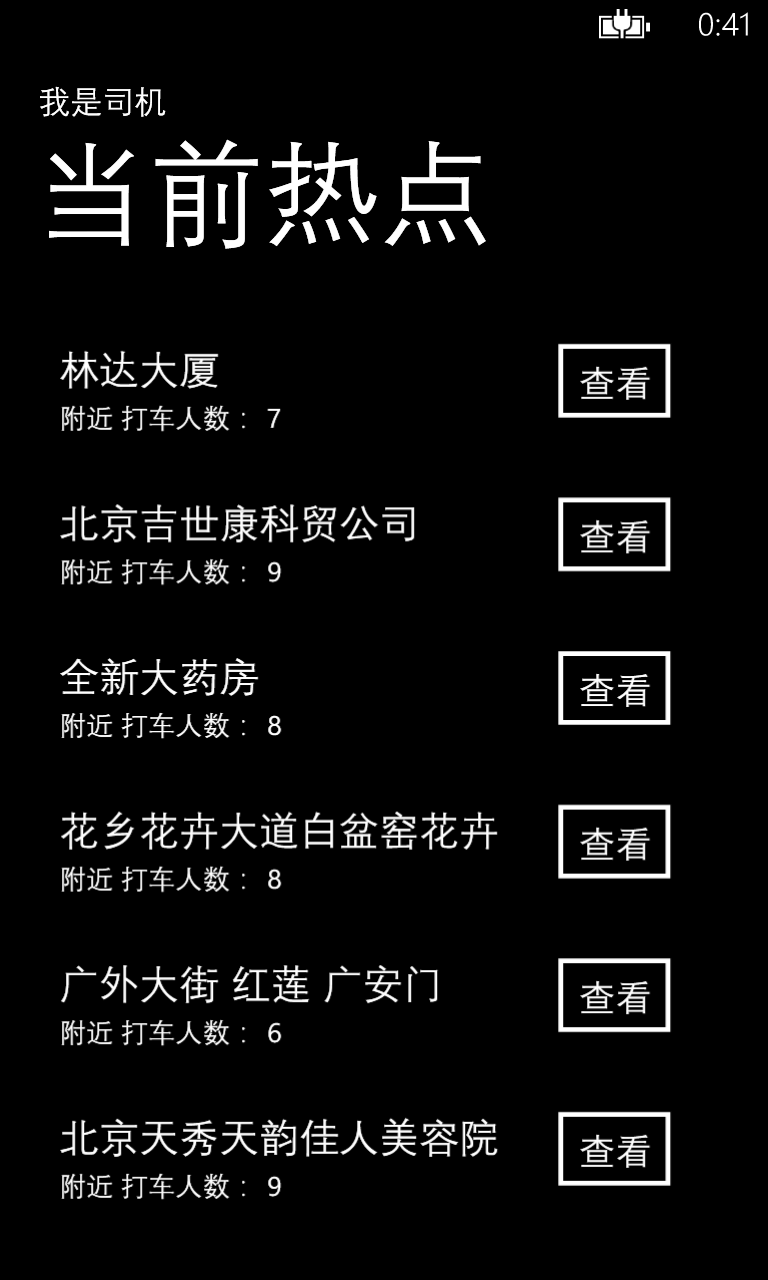 0:41
我是司机
当前热点
林达大厦
附近 打车人数： 7
查看
北京吉世康科贸公司
附近 打车人数： 9
查看
全新大药房
附近 打车人数： 8
查看
花乡花卉大道白盆窑花卉
附近 打车人数： 8
查看
广外大街 红莲 广安门
附近 打车人数： 6
查看
北京天秀天韵佳人美容院
附近 打车人数： 9
查看